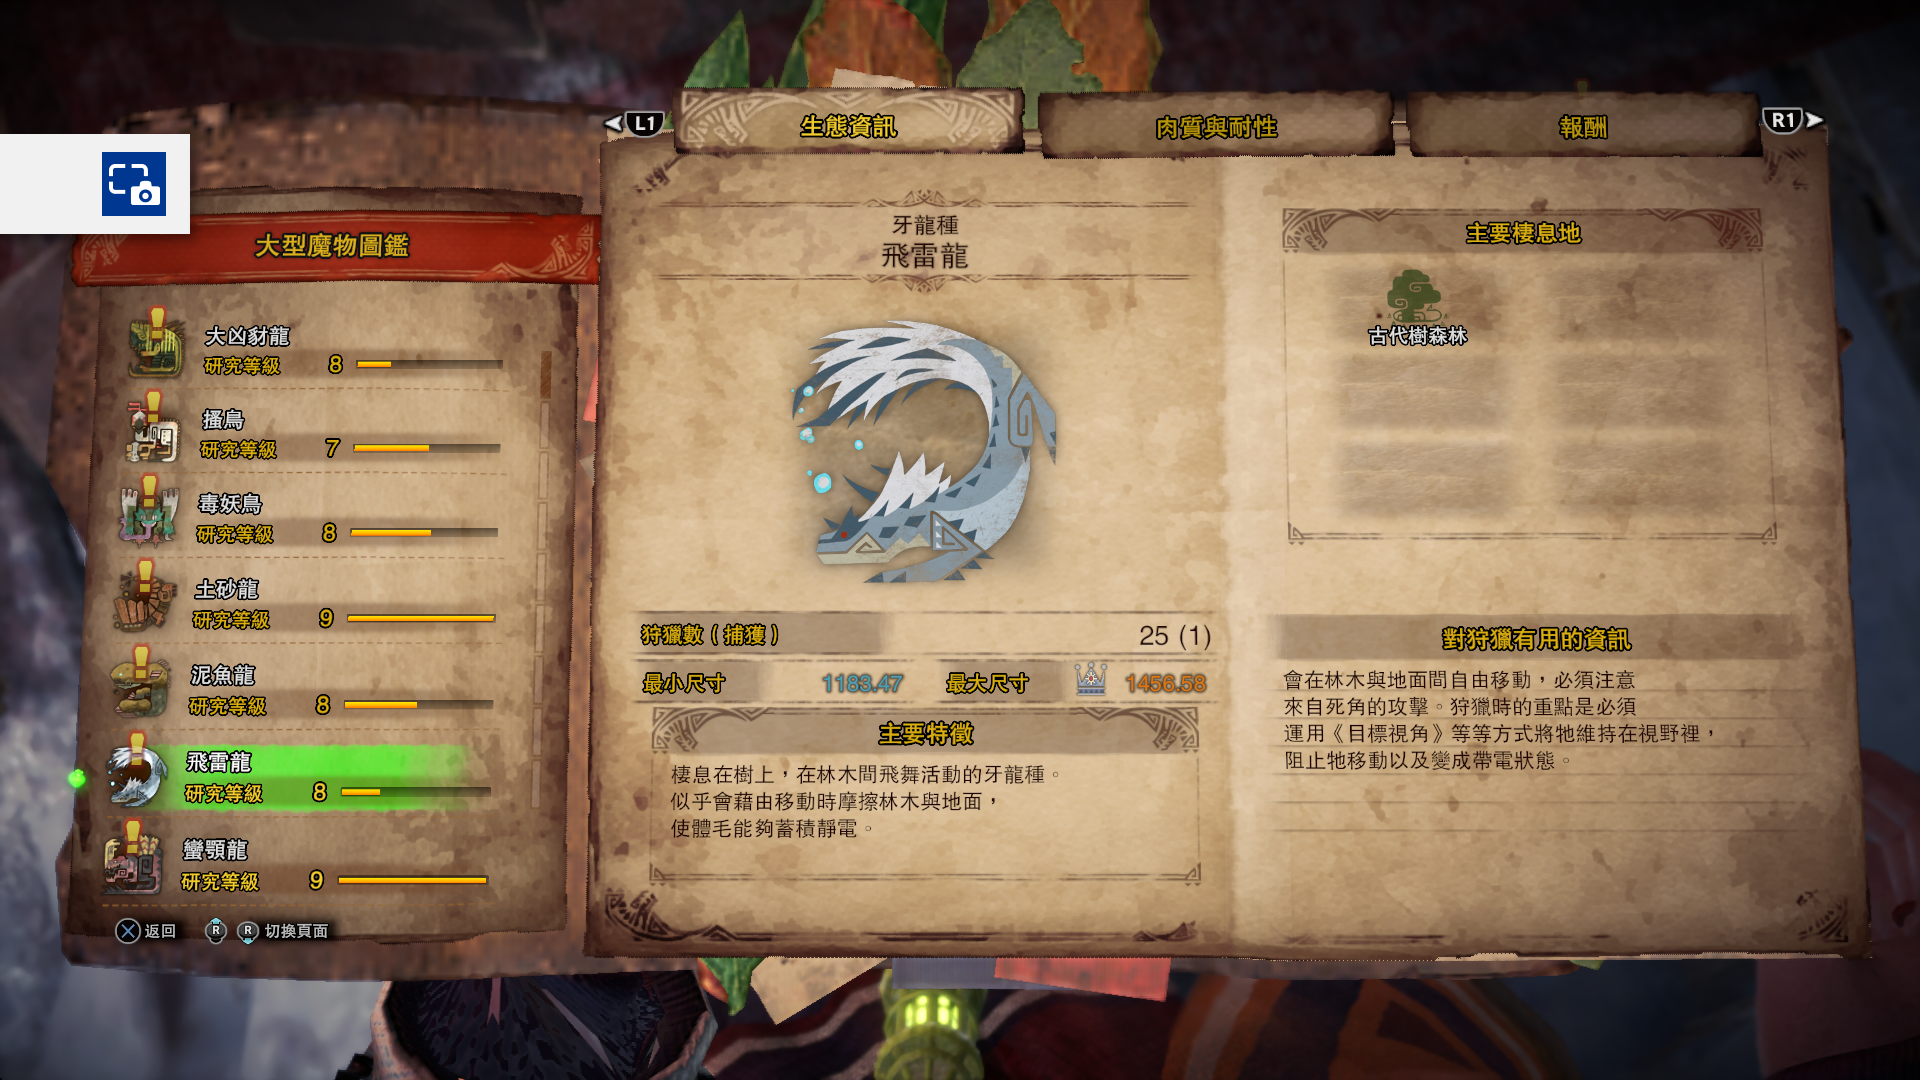 L1
生態資訊
肉質與耐性
報酬
R1
大型魔物圖鑑
大凶豺龍
研究等級 8
搔鳥
研究等級 7
毒妖鳥
研究等級 8
土砂龍
研究等級 9
泥魚龍
研究等級 8
飛雷龍
研究等級 8
蠻顎龍
研究等級 9
返回
R
R 切換頁面
牙龍種
飛雷龍
狩獵數(捕獲) 25 (1)
最小尺寸 1183.47 最大尺寸 1456.58
主要特徵
棲息在樹上,在林木間飛舞活動的牙龍種。
似乎會藉由移動時摩擦林木與地面,
使體毛能夠蓄積靜電。
主要棲息地
古代樹森林
對狩獵有用的資訊
會在林木與地面間自由移動,必須注意
來自死角的攻擊。狩獵時的重點是必須
運用《目標視角》等等方式將牠維持在視野裡,
阻止牠移動以及變成帶電狀態。